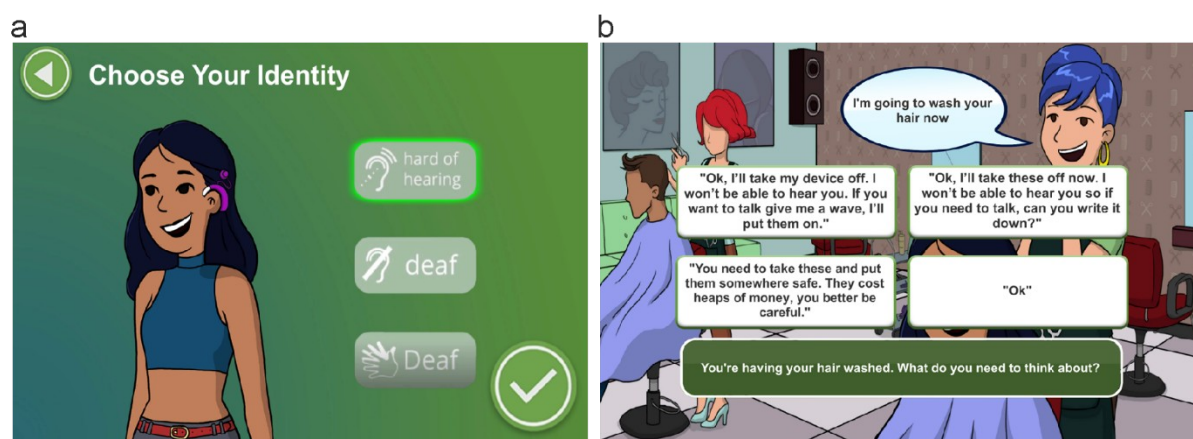 a
Choose Your Identity
hard of
hearing
deaf
Deaf
b
I'm going to wash your
hair now
"Ok, I'll take my device off. I
won't be able to hear you. If you
want to talk give me a wave, I'll
put them on."
"Ok, I'll take these off now. I
won't be able to hear you so if
you need to talk, can you write it
down?"
"You need to take these and put
them somewhere safe. They cost
heaps of money, you better be
careful."
"Ok"
You're having your hair washed. What do you need to think about?